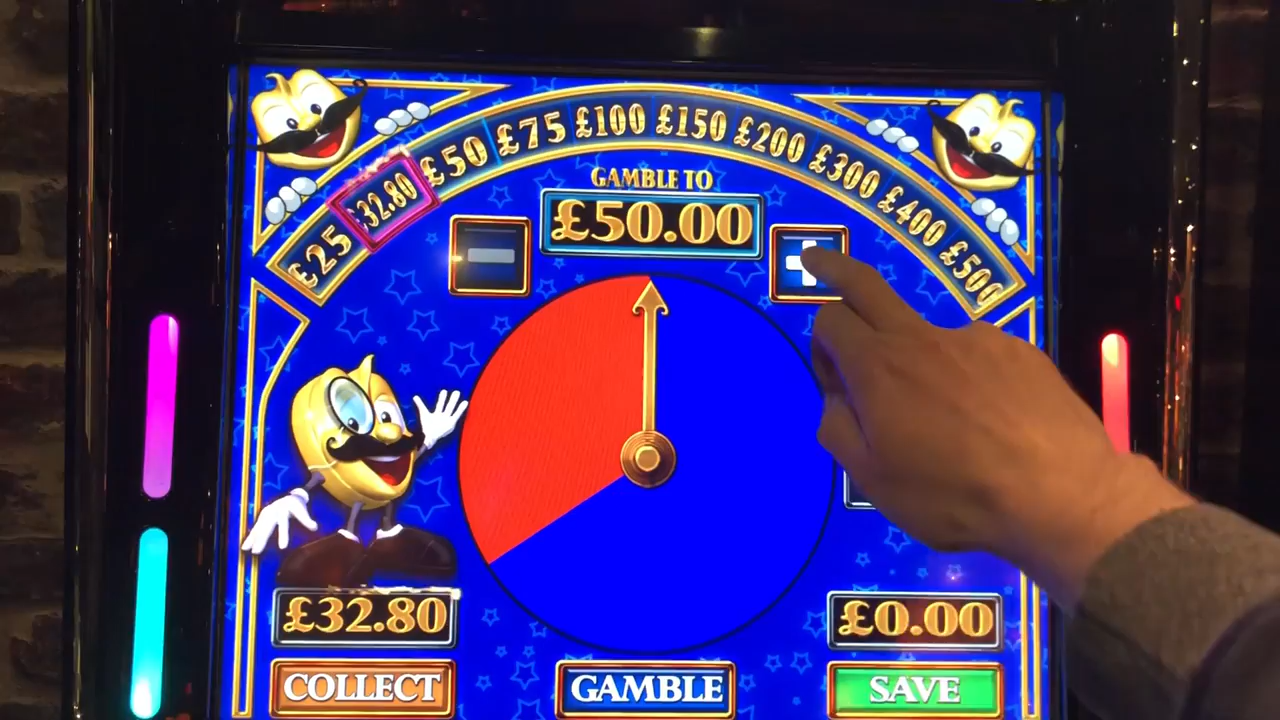 £25 £32.80 £50 £75 £100 £150 £200 £300 £400 £500
GAMBLE TO
£50.00
- +
£32.80
£0.00
COLLECT
GAMBLE
SAVE